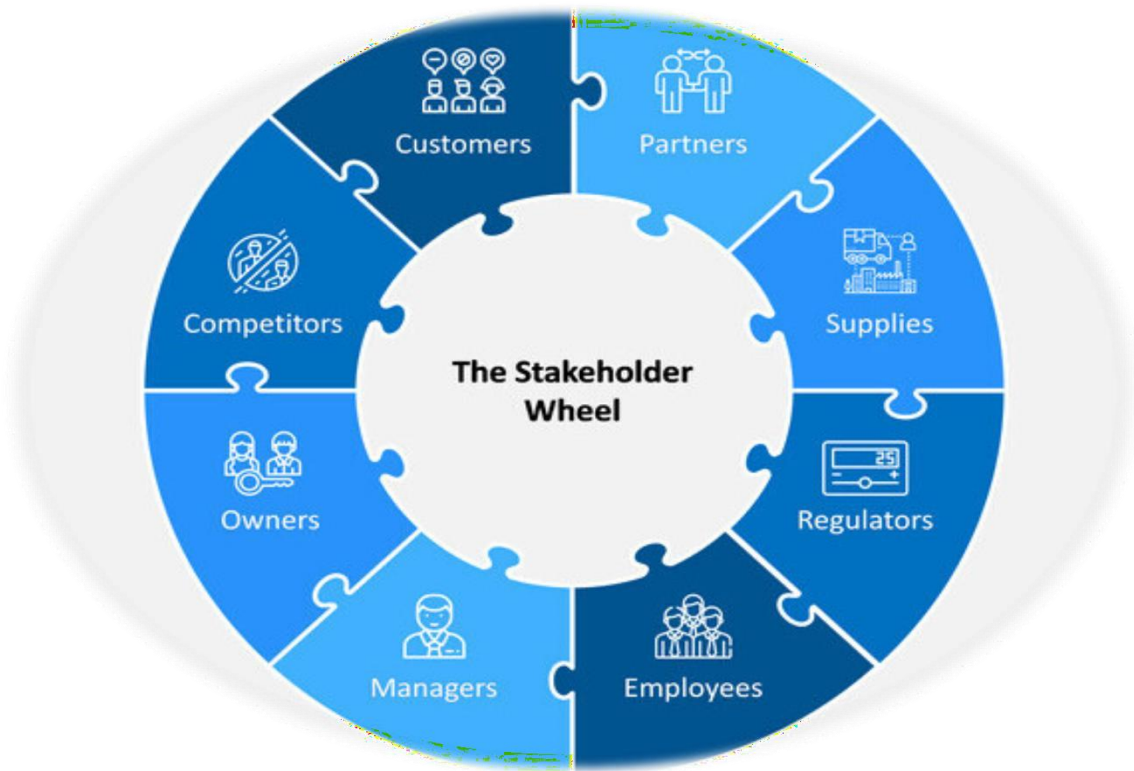 Customers
Partners
Competitors
Supplies
The Stakeholder
Wheel
Owners
25
Regulators
Managers
Employees